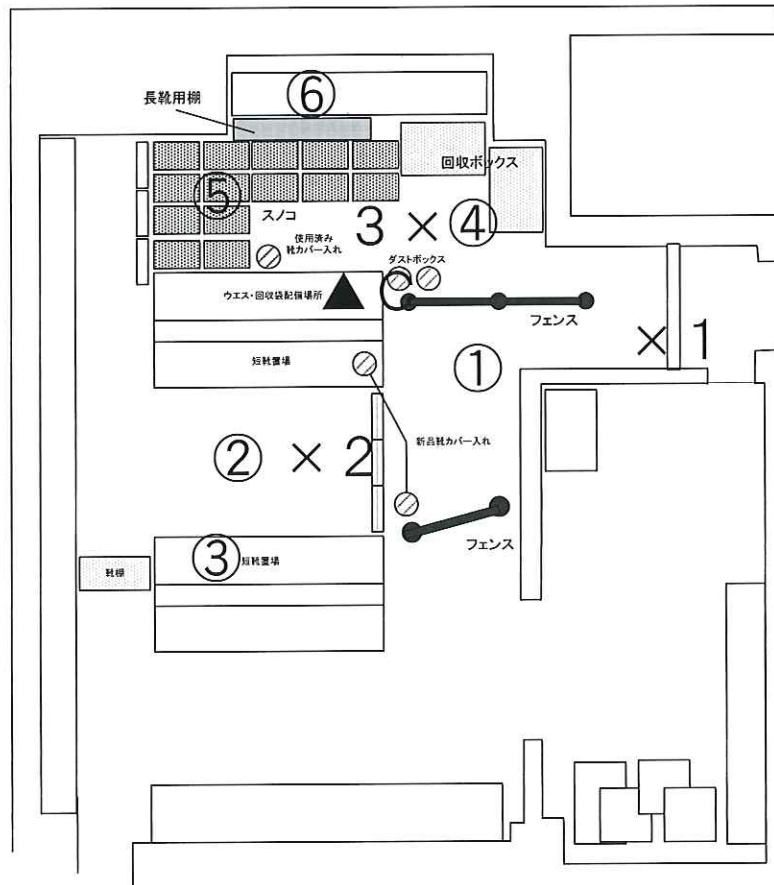 ⑥
長靴用棚
回収ボックス
⑤
スノコ
3 × ④
使用済み
靴カバー入れ
ダストボックス
ウエス・回収袋配備場所
フェンス
× 1
短靴置場
①
新品靴カバー入れ
② × 2
フェンス
③
短靴置場
靴棚